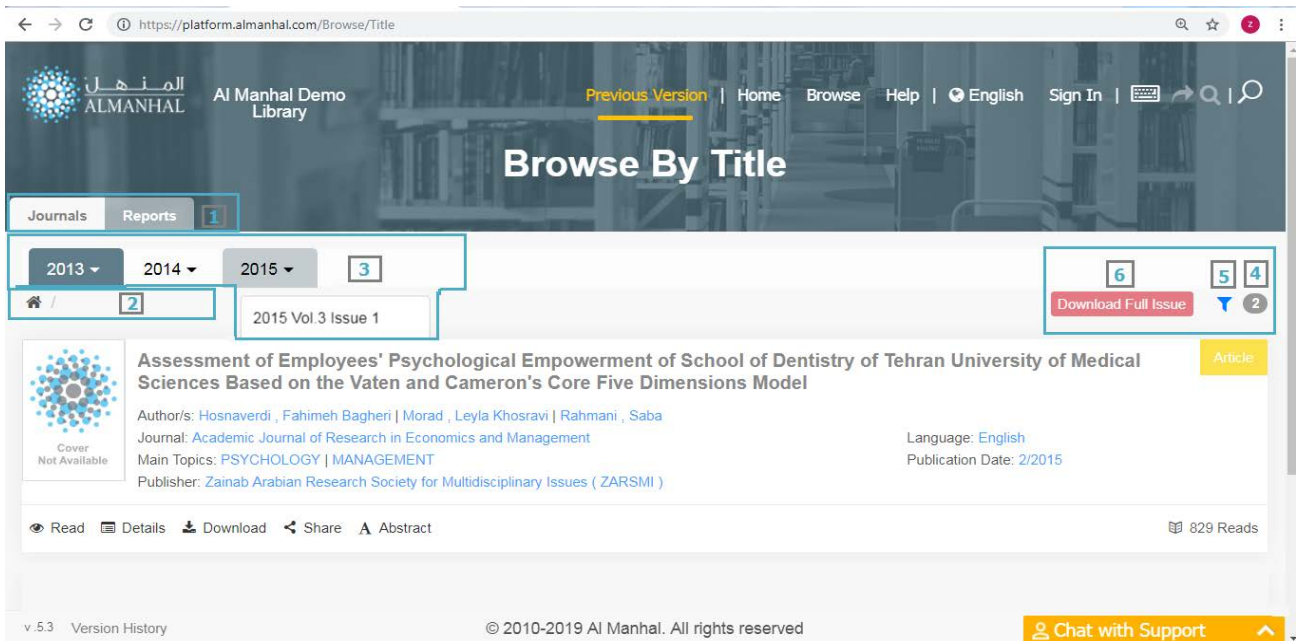 https://platform.almanhal.com/Browse/Title
z
المنهل
ALMANHAL
Al Manhal Demo
Library
Previous Version | Home Browse Help | English Sign In |
Browse By Title
Journals Reports 1
2013 2014 2015 3
6 5 4
/ 2
Download Full Issue 2
2015 Vol.3 Issue 1
Assessment of Employees' Psychological Empowerment of School of Dentistry of Tehran University of Medical
Sciences Based on the Vaten and Cameron's Core Five Dimensions Model
Article
Author/s: Hosnaverdi , Fahimeh Bagheri | Morad , Leyla Khosravi | Rahmani , Saba
Journal: Academic Journal of Research in Economics and Management Language: English
Cover
Not Available
Main Topics: PSYCHOLOGY | MANAGEMENT Publication Date: 2/2015
Publisher: Zainab Arabian Research Society for Multidisciplinary Issues ( ZARSMI )
Read Details Download Share A Abstract 829 Reads
v .5.3 Version History © 2010-2019 Al Manhal. All rights reserved Chat with Support